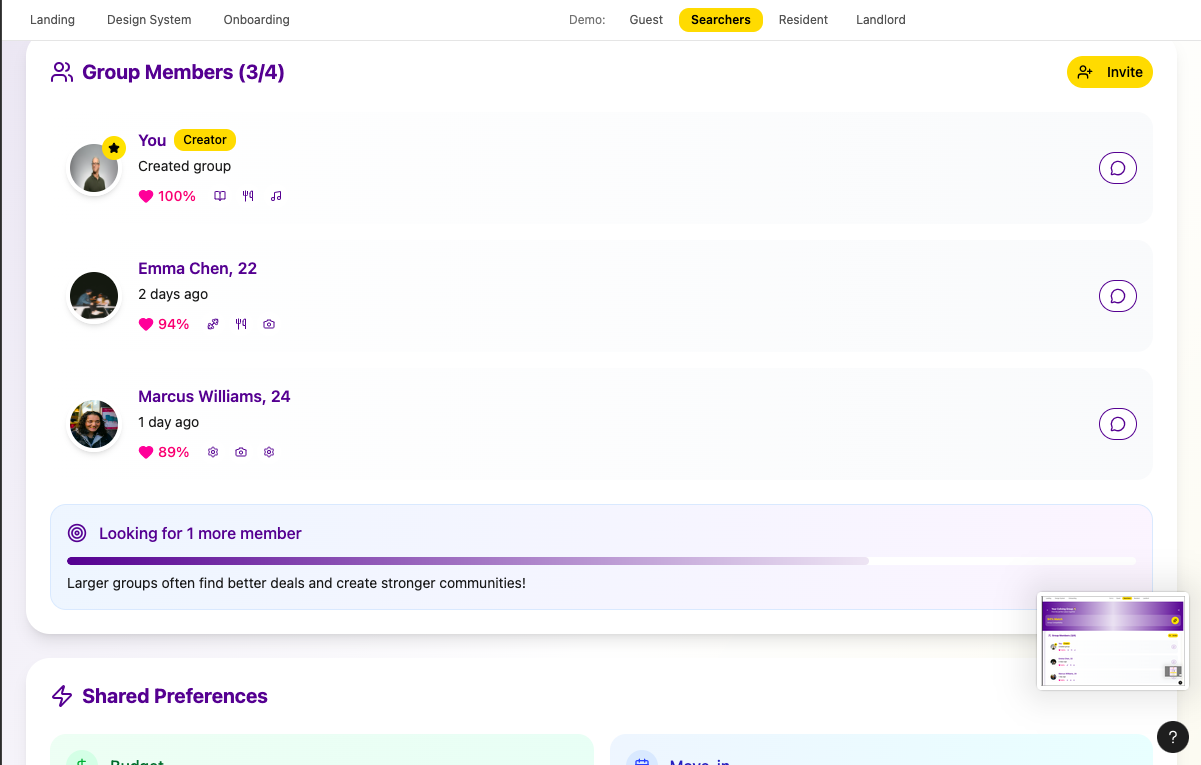 Landing Design System Onboarding Demo: Guest Searchers Resident Landlord
Group Members (3/4)
Invite
You Creator
Created group
100%
Emma Chen, 22
2 days ago
94%
Marcus Williams, 24
1 day ago
89%
Looking for 1 more member
Larger groups often find better deals and create stronger communities!
Shared Preferences
Budget
Move-in
?